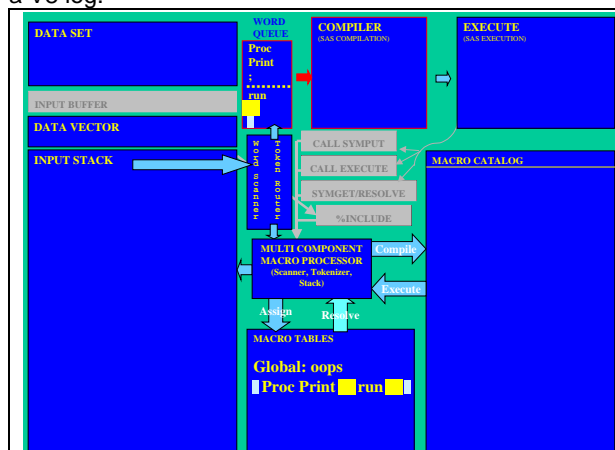 a V8 log.
DATA SET
WORD
QUEUE
Proc
Print
;
run
COMPILER
(SAS COMPILATION)
EXECUTE
(SAS EXECUTION)
INPUT BUFFER
DATA VECTOR
INPUT STACK
Word Scanner
Token Router
CALL SYMPUT
CALL EXECUTE
SYMGET/RESOLVE
%INCLUDE
MACRO CATALOG
MULTI COMPONENT
MACRO PROCESSOR
(Scanner, Tokenizer,
Stack)
Compile
Execute
Assign
Resolve
MACRO TABLES
Global: oops
Proc Print run